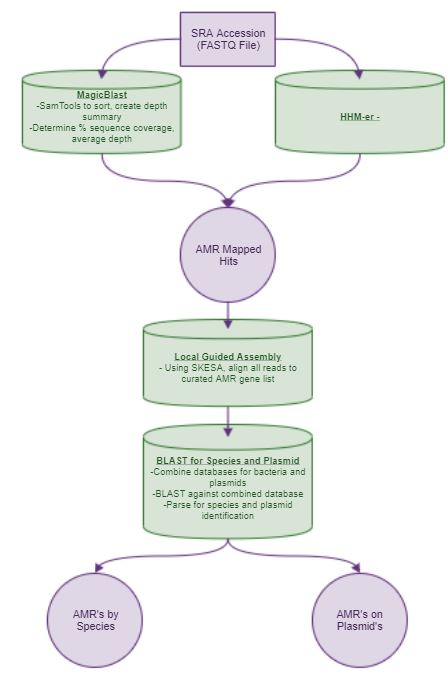 SRA Accession
(FASTQ File)
MagicBlast
-SamTools to sort, create depth
summary
-Determine % sequence coverage,
average depth
HHM-er -
AMR Mapped
Hits
Local Guided Assembly
- Using SKESA, align all reads to
curated AMR gene list
BLAST for Species and Plasmid
-Combine databases for bacteria and
plasmids
-BLAST against combined database
-Parse for species and plasmid
identification
AMR's by
Species
AMR's on
Plasmid's